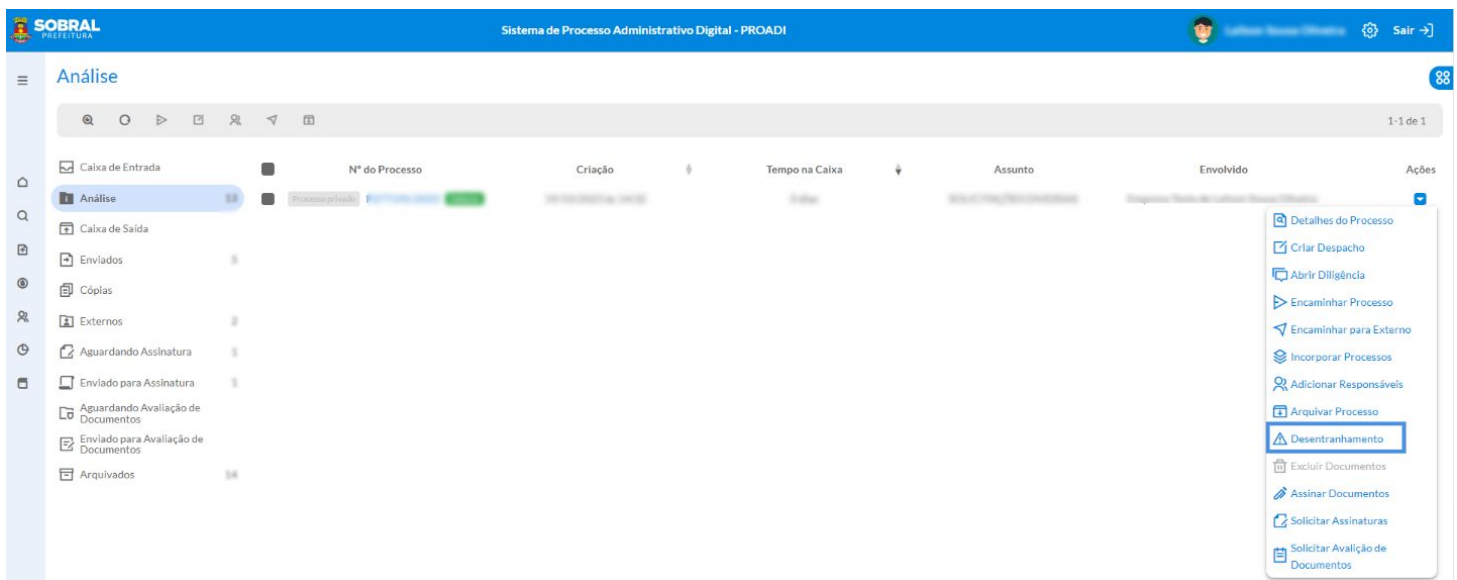 SOBRAL
PREFEITURA
Sistema de Processo Administrativo Digital - PROADI
Sair
Análise
1-1 de 1
Caixa de Entrada
Nº do Processo
Criação
Tempo na Caixa
Assunto
Envolvido
Ações
Análise
Processo privado
Caixa de Saída
Enviados
Cópias
Externos
Aguardando Assinatura
Enviado para Assinatura
Aguardando Avaliação de
Documentos
Enviado para Avaliação de
Documentos
Arquivados
Detalhes do Processo
Criar Despacho
Abrir Diligência
Encaminhar Processo
Encaminhar para Externo
Incorporar Processos
Adicionar Responsáveis
Arquivar Processo
Desentranhamento
Excluir Documentos
Assinar Documentos
Solicitar Assinaturas
Solicitar Avalição de
Documentos